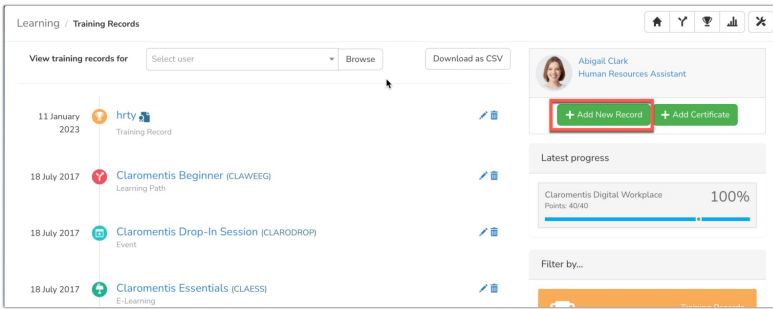 Learning / Training Records
View training records for
Select user
Browse
Download as CSV
11 January 2023
hrty
Training Record
18 July 2017
Claromentis Beginner (CLAWEEG)
Learning Path
18 July 2017
Claromentis Drop-In Session (CLARODROP)
Event
18 July 2017
Claromentis Essentials (CLAESS)
E-Learning
Abigail Clark
Human Resources Assistant
+ Add New Record
+ Add Certificate
Latest progress
Claromentis Digital Workplace
100%
Points: 40/40
Filter by...
Training Records